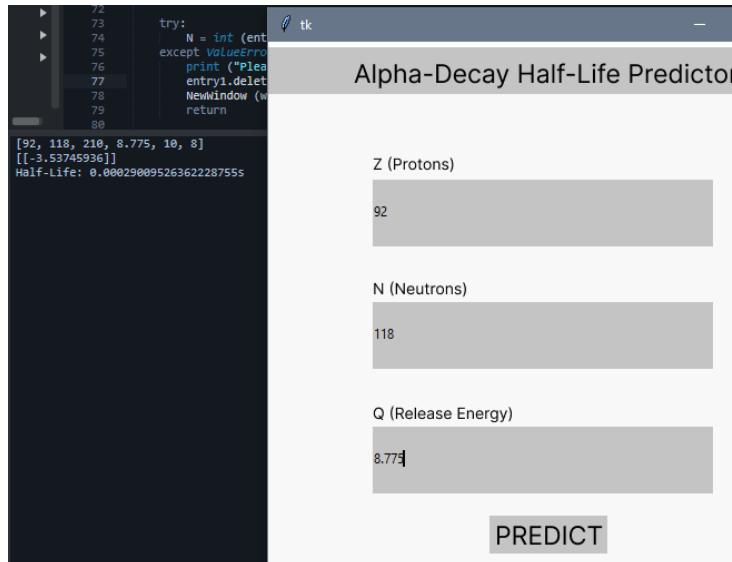 72
73 try:
74 N = int (ent
75 except ValueErro
76 print ("Plea
77 entry1.delet
78 NewWindow (w
79 return
80
[92, 118, 210, 8.775, 10, 8]
[[-3.53745936]]
Half-Life: 0.00029009526362228755s
tk
Alpha-Decay Half-Life Predictor
Z (Protons)
92
N (Neutrons)
118
Q (Release Energy)
8.775
PREDICT